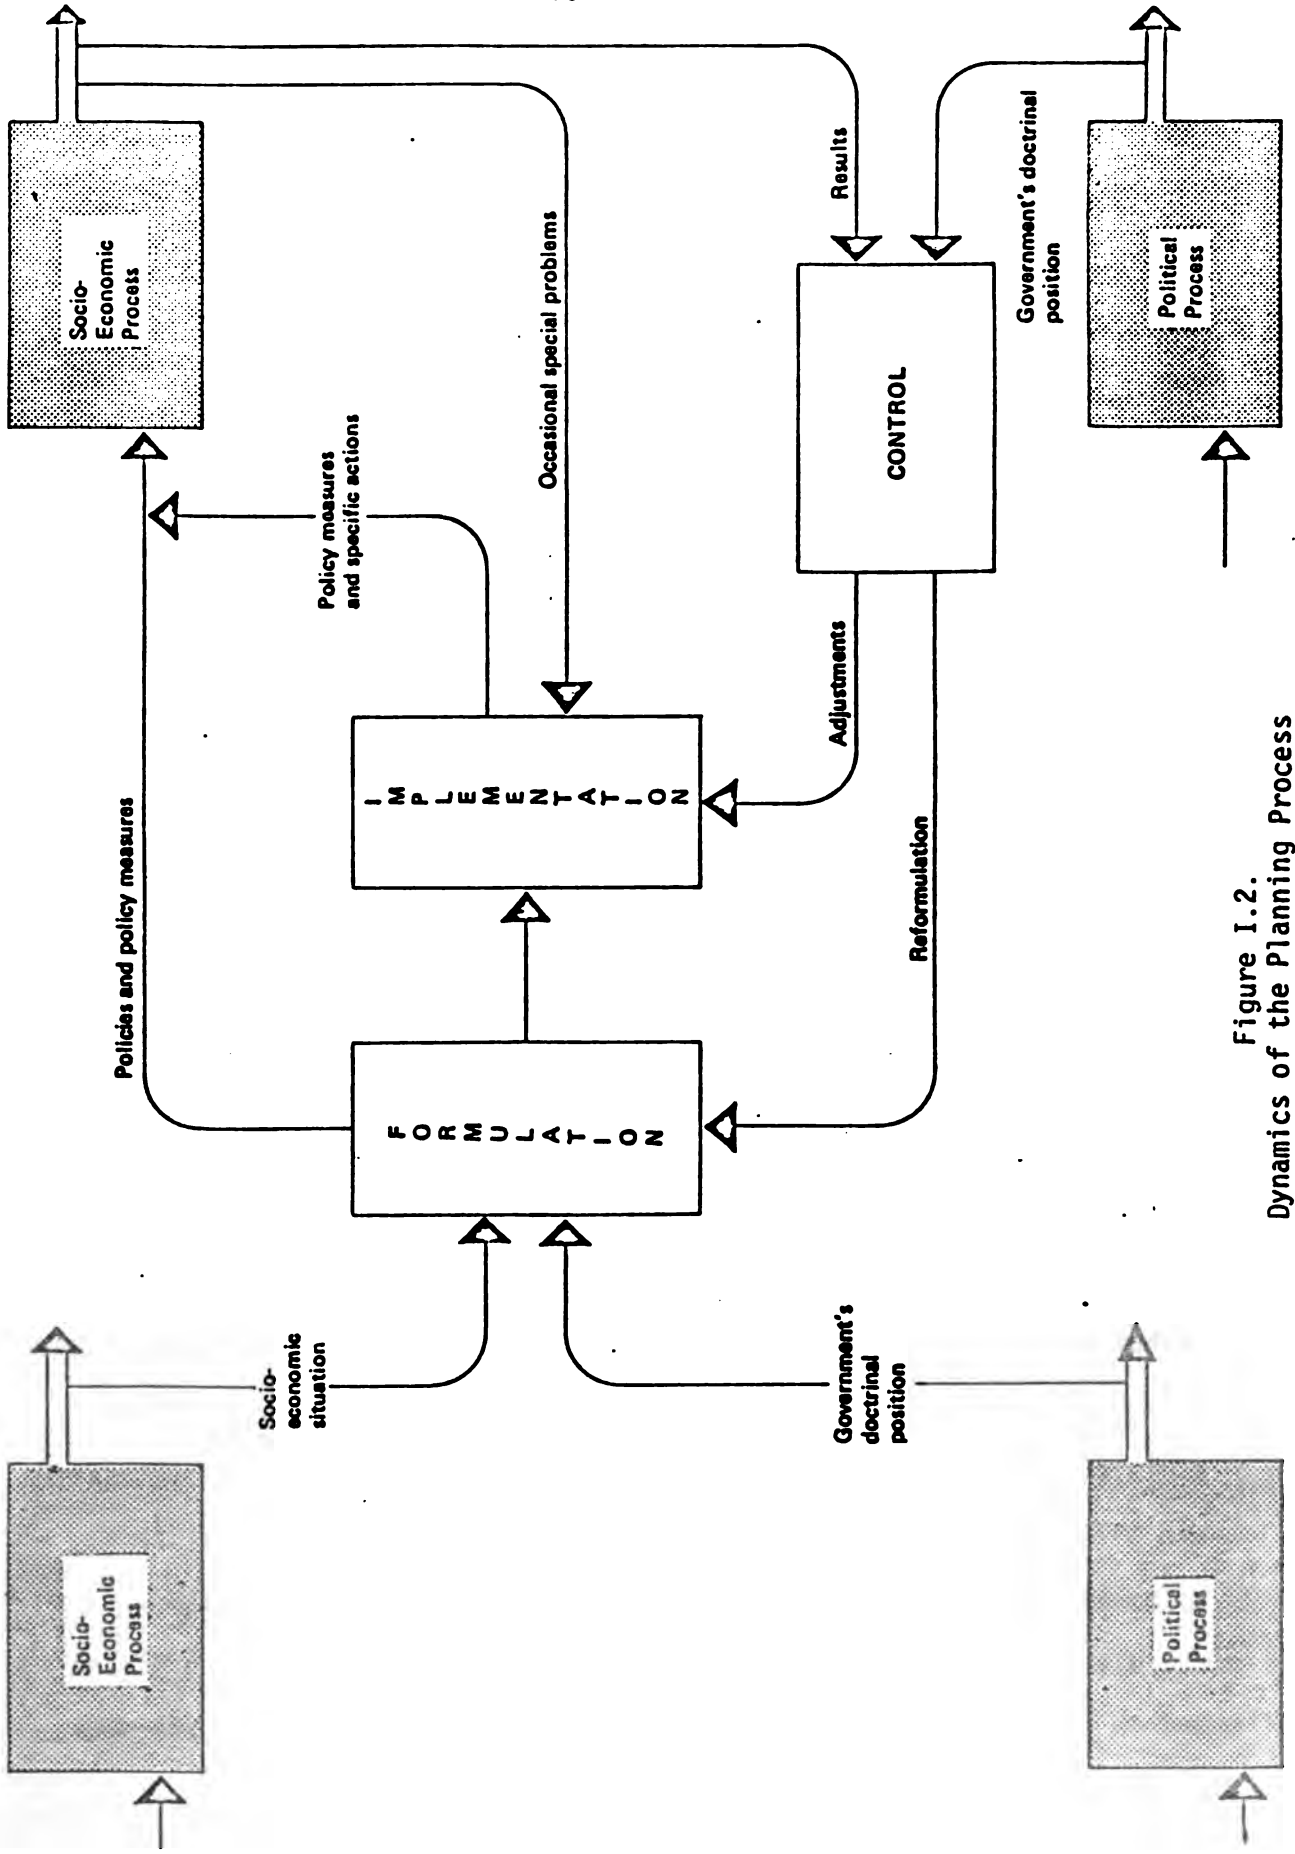 Socio-
Economic
Process
Socio-
economic
situation
Government's
doctrinal
position
Political
Process
Policies and policy measures
FORMULATION
IMPLEMENTATION
Policy measures
and specific actions
Occasional special problems
Adjustments
Reformulation
CONTROL
Results
Government's doctrinal
position
Socio-
Economic
Process
Political
Process
Figure I.2.
Dynamics of the Planning Process